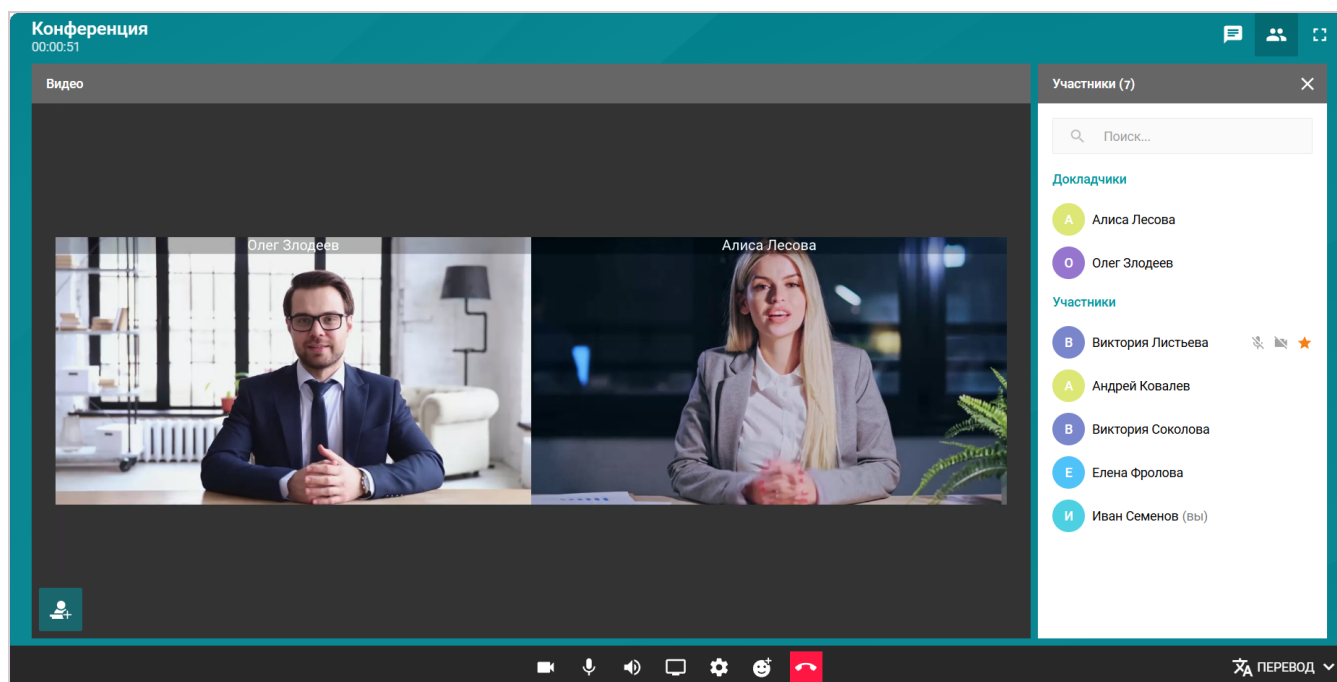 Конференция
00:00:51
Видео
Олег Злодеев
Алиса Лесова
Участники (7)
Поиск...
Докладчики
А Алиса Лесова
О Олег Злодеев
Участники
В Виктория Листьева
А Андрей Ковалев
В Виктория Соколова
Е Елена Фролова
И Иван Семенов (вы)
ПЕРЕВОД